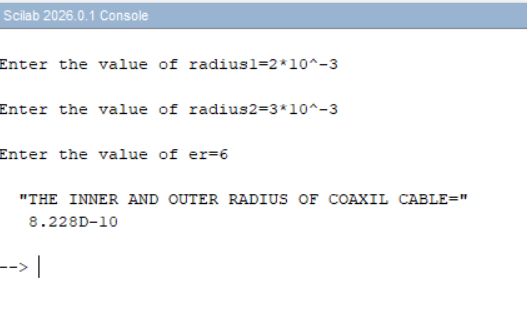 Scilab 2026.0.1 Console
Enter the value of radius1=2*10^-3
Enter the value of radius2=3*10^-3
Enter the value of er=6
"THE INNER AND OUTER RADIUS OF COAXIL CABLE="
8.228D-10
-->